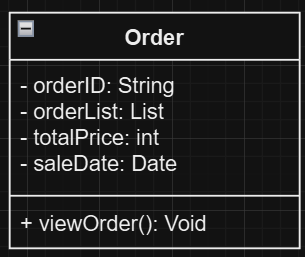 Order
- orderID: String
- orderList: List
- totalPrice: int
- saleDate: Date
+ viewOrder(): Void